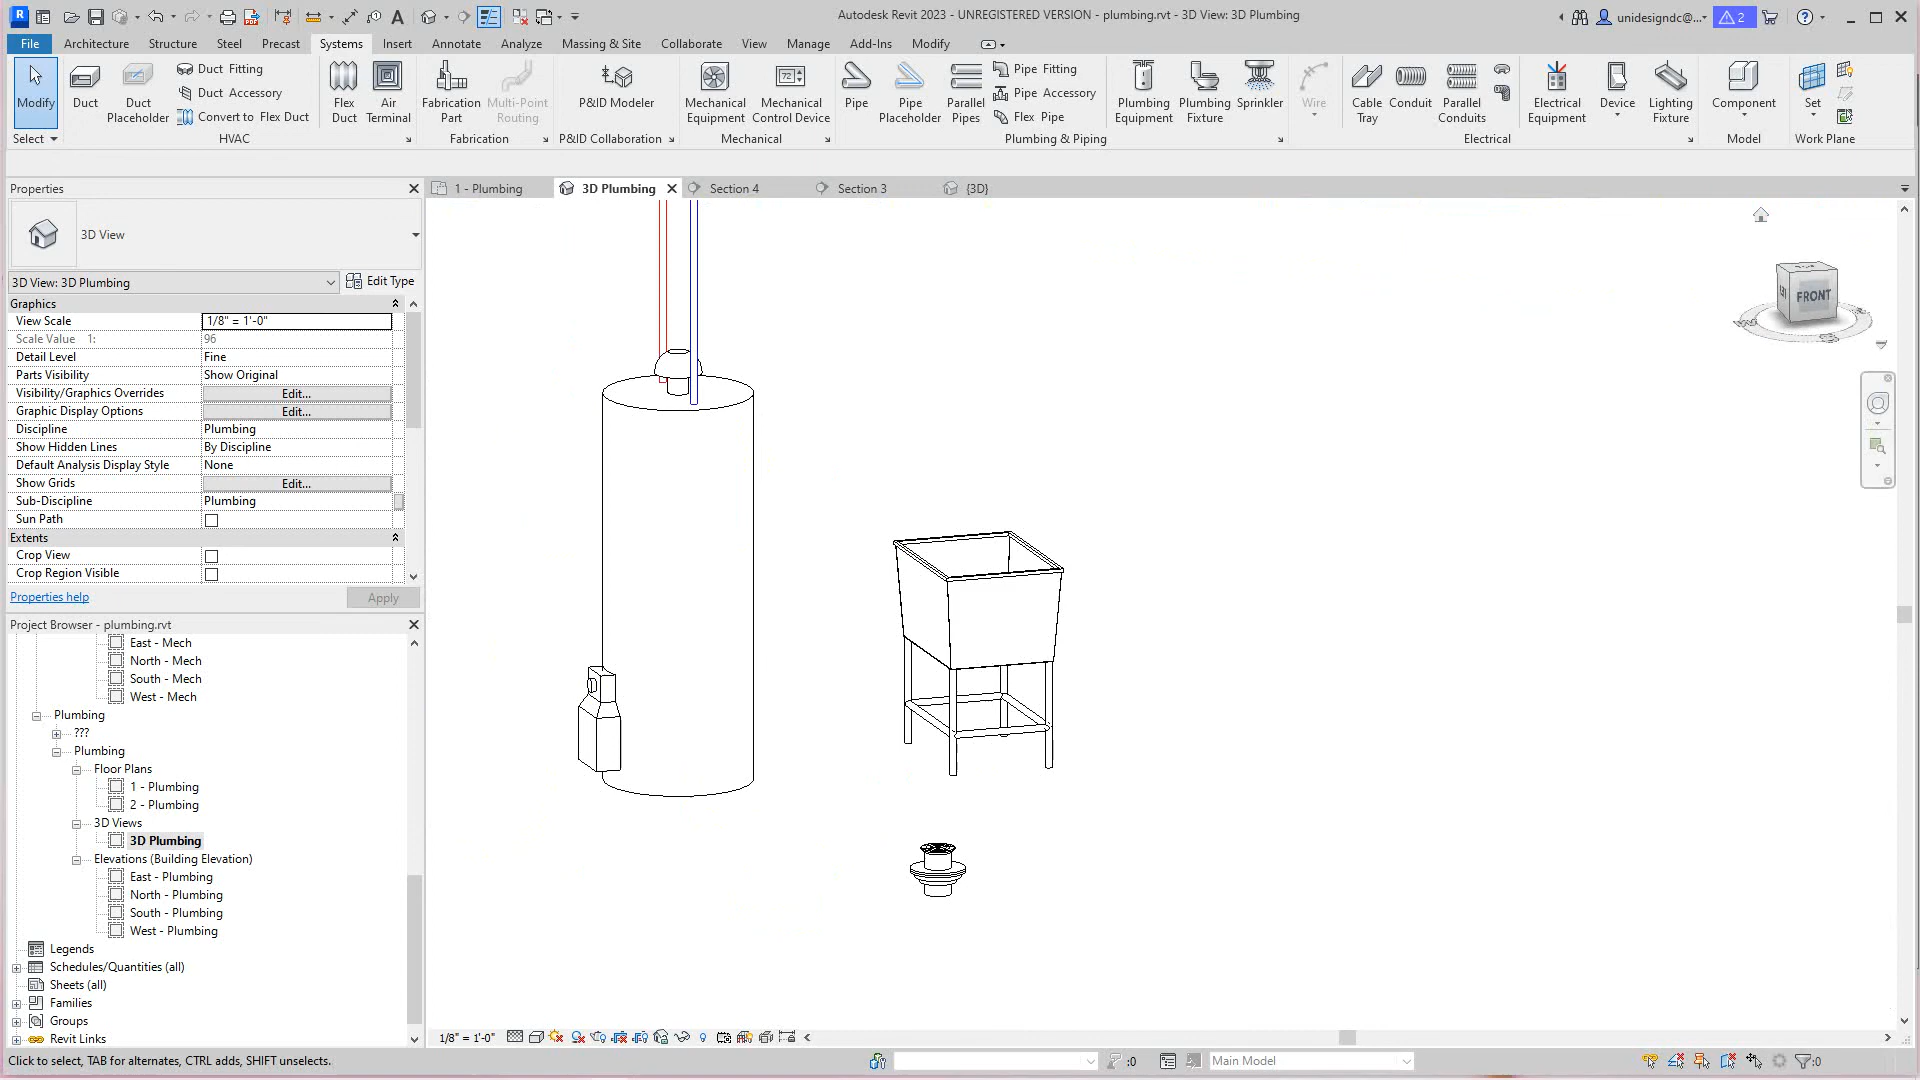 Autodesk Revit 2023 - UNREGISTERED VERSION - plumbing.rvt - 3D View: 3D Plumbing
unidesigndc@...
2
File Architecture Structure Steel Precast Systems Insert Annotate Analyze Massing & Site Collaborate View Manage Add-Ins Modify
Modify
Select
Duct
Duct Placeholder
Duct Fitting
Duct Accessory
Convert to Flex Duct
Flex Duct
Air Terminal
HVAC
Fabrication Part
Multi-Point Routing
Fabrication
P&ID Modeler
P&ID Collaboration
Mechanical Equipment
Mechanical Control Device
Mechanical
Pipe
Pipe Placeholder
Parallel Pipes
Pipe Fitting
Pipe Accessory
Flex Pipe
Plumbing Equipment
Plumbing Fixture
Sprinkler
Plumbing & Piping
Wire
Cable Tray
Conduit
Parallel Conduits
Electrical Equipment
Device
Lighting Fixture
Electrical
Component
Model
Set
Work Plane
Properties
3D View
3D View: 3D Plumbing
Edit Type
Graphics
View Scale 1/8" = 1'-0"
Scale Value 1: 96
Detail Level Fine
Parts Visibility Show Original
Visibility/Graphics Overrides Edit...
Graphic Display Options Edit...
Discipline Plumbing
Show Hidden Lines By Discipline
Default Analysis Display Style None
Show Grids Edit...
Sub-Discipline Plumbing
Sun Path
Extents
Crop View
Crop Region Visible
Properties help
Apply
Project Browser - plumbing.rvt
East - Mech
North - Mech
South - Mech
West - Mech
Plumbing
???
Plumbing
Floor Plans
1 - Plumbing
2 - Plumbing
3D Views
3D Plumbing
Elevations (Building Elevation)
East - Plumbing
North - Plumbing
South - Plumbing
West - Plumbing
Legends
Schedules/Quantities (all)
Sheets (all)
Families
Groups
Revit Links
1 - Plumbing 3D Plumbing Section 4 Section 3 {3D}
FRONT
1/8" = 1'-0"
Click to select, TAB for alternates, CTRL adds, SHIFT unselects.
:0
Main Model
:0